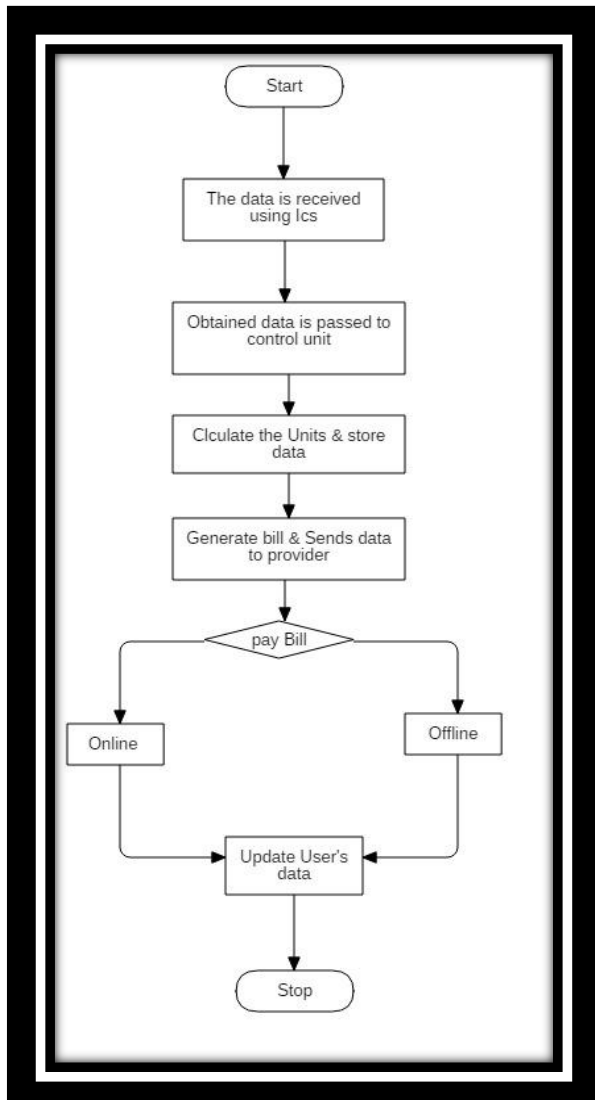 Start
The data is received
using Ics
Obtained data is passed to
control unit
Clculate the Units & store
data
Generate bill & Sends data
to provider
pay Bill
Online
Offline
Update User's
data
Stop